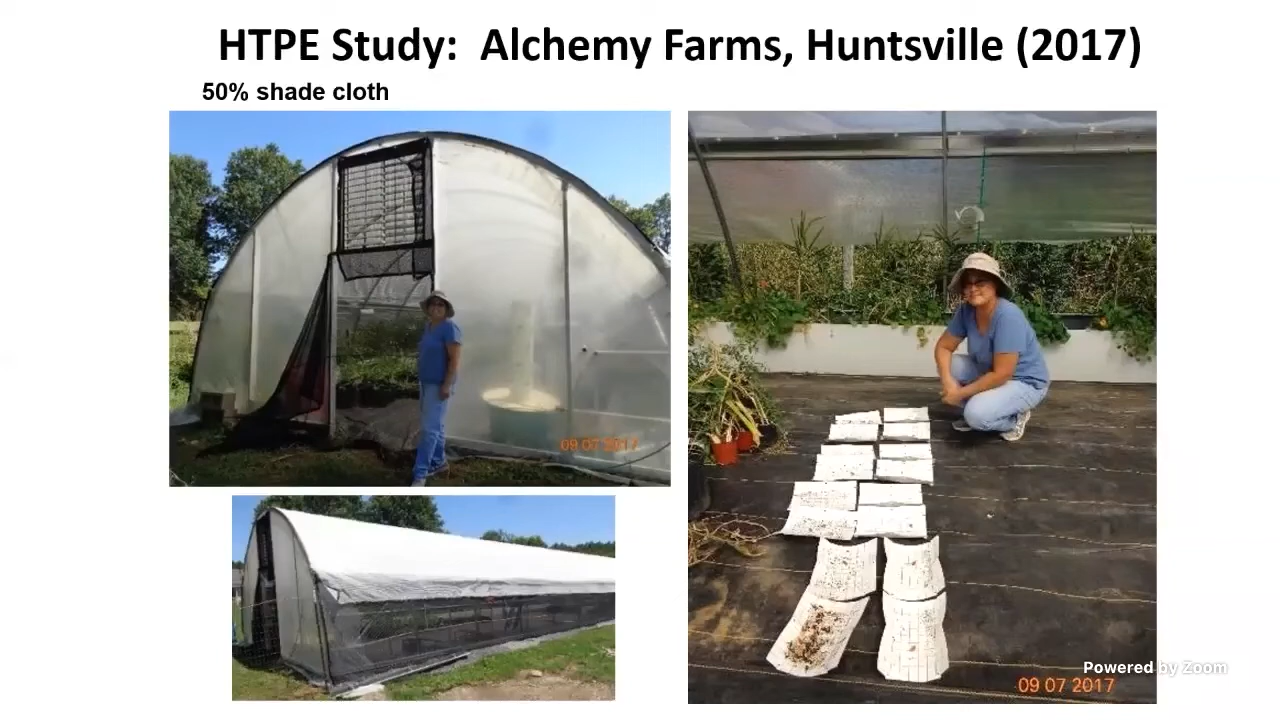 HTPE Study: Alchemy Farms, Huntsville (2017)
50% shade cloth
09 07 2017
09 07 2017
Powered by Zoom